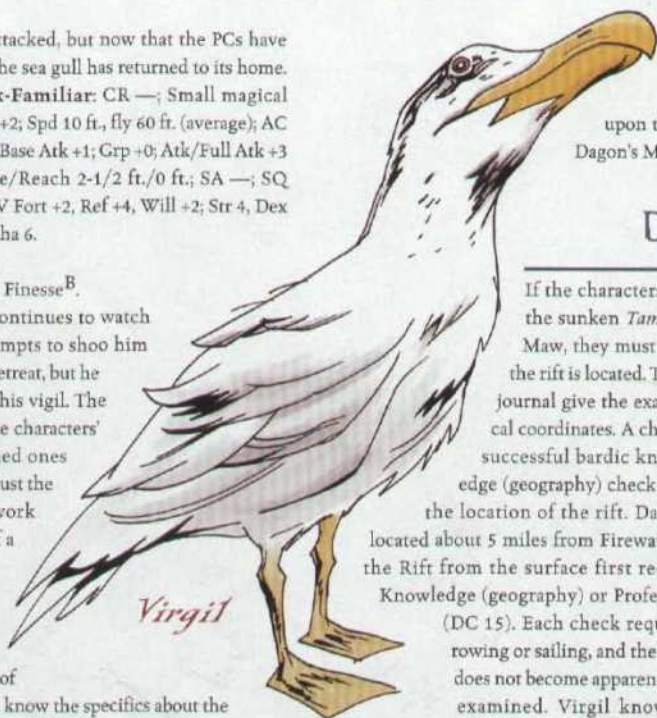 tacked, but now that the PCs have
he sea gull has returned to its home.
-Familiar: CR —; Small magical
+2; Spd 10 ft., fly 60 ft. (average); AC
Base Atk +1; Grp +0; Atk/Full Atk +3
e/Reach 2-1/2 ft./0 ft.; SA —; SQ
V Fort +2, Ref +4, Will +2; Str 4, Dex
ha 6.
Finesse^B.
ontinues to watch
mpts to shoo him
etreat, but he
his vigil. The
e characters'
ned ones
ust the
work
f a
of
know the specifics about the
Virgil
upon t
Dagon's M
D
If the characters
the sunken Tam
Maw, they must
the rift is located. T
journal give the exa
cal coordinates. A ch
successful bardic kn
edge (geography) check
the location of the rift. Da
located about 5 miles from Firewa
the Rift from the surface first re
Knowledge (geography) or Profe
(DC 15). Each check requ
rowing or sailing, and the
does not become apparen
examined. Virgil know